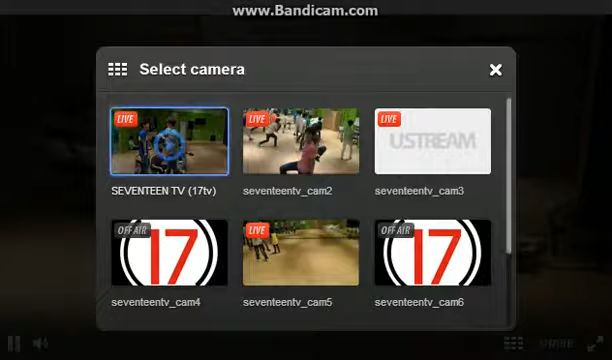 www.Bandicam.com
Select camera
LIVE
LIVE
LIVE
USTREAM
SEVENTEEN TV (17tv)
seventeentv_cam2
seventeentv_cam3
OFF AIR
17
LIVE
OFF AIR
17
seventeentv_cam4
seventeentv_cam5
seventeentv_cam6